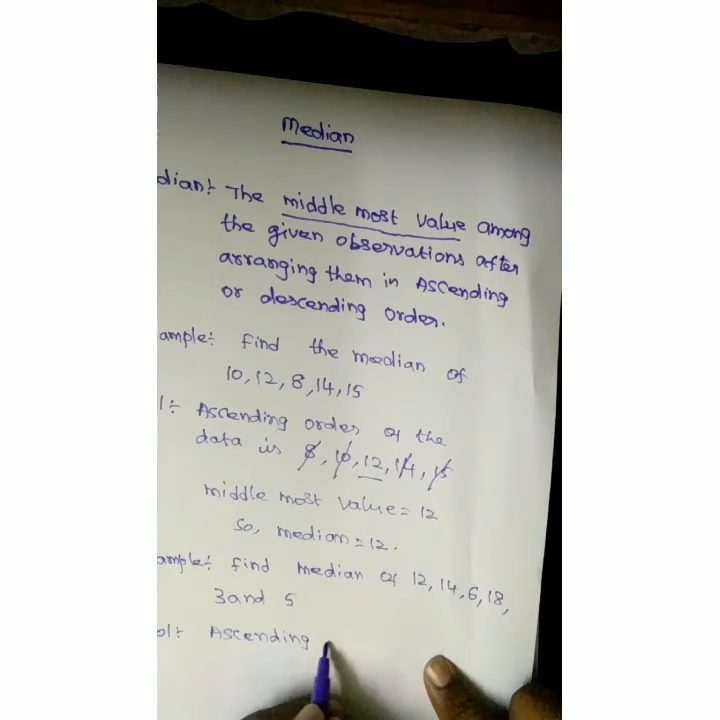 Median
dian:- The middle most value among
the given observations after
arranging them in Ascending
or descending order.
ample:- find the median of
10, 12, 8, 14, 15
l:- Ascending order of the
data is 8, 10, 12, 14, 15
middle most value = 12
So, median = 12.
ample:- find median of 12, 14, 6, 18,
3 and 5
ol:- Ascending